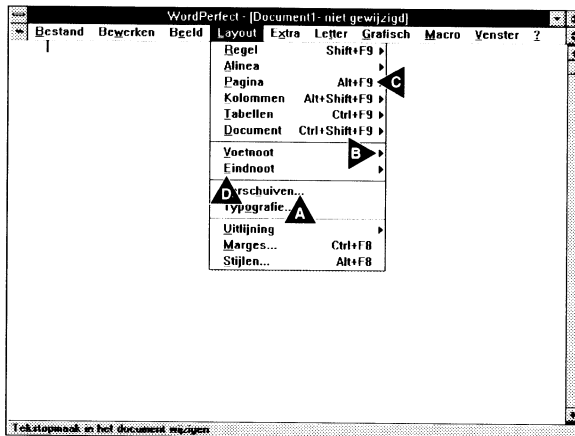 WordPerfect - [Document1 - niet gewijzigd]
Bestand Bewerken Beeld Layout Extra Letter Grafisch Macro Venster ?
Regel Shift+F9
Alinea
Pagina Alt+F9 C
Kolommen Alt+Shift+F9
Tabellen Ctrl+F9
Document Ctrl+Shift+F9
Voetnoot B
Eindnoot
D erschuiven...
Typografie... A
Uitlijning
Marges... Ctrl+F8
Stijlen... Alt+F8
Tekstopmaak in het document wijzigen